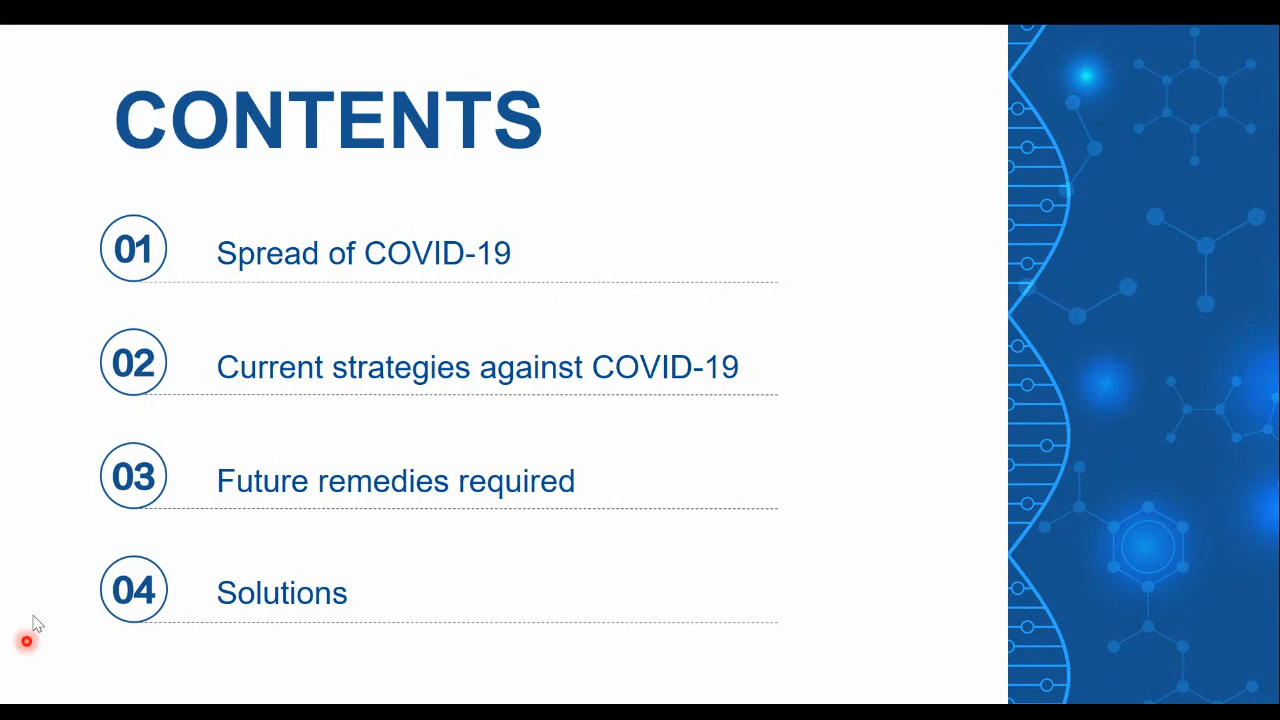 CONTENTS
01 Spread of COVID-19
02 Current strategies against COVID-19
03 Future remedies required
04 Solutions